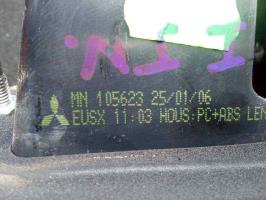 MN 105623 25/01/06
EUSX 11:03 HOUS:PC+ABS LEN